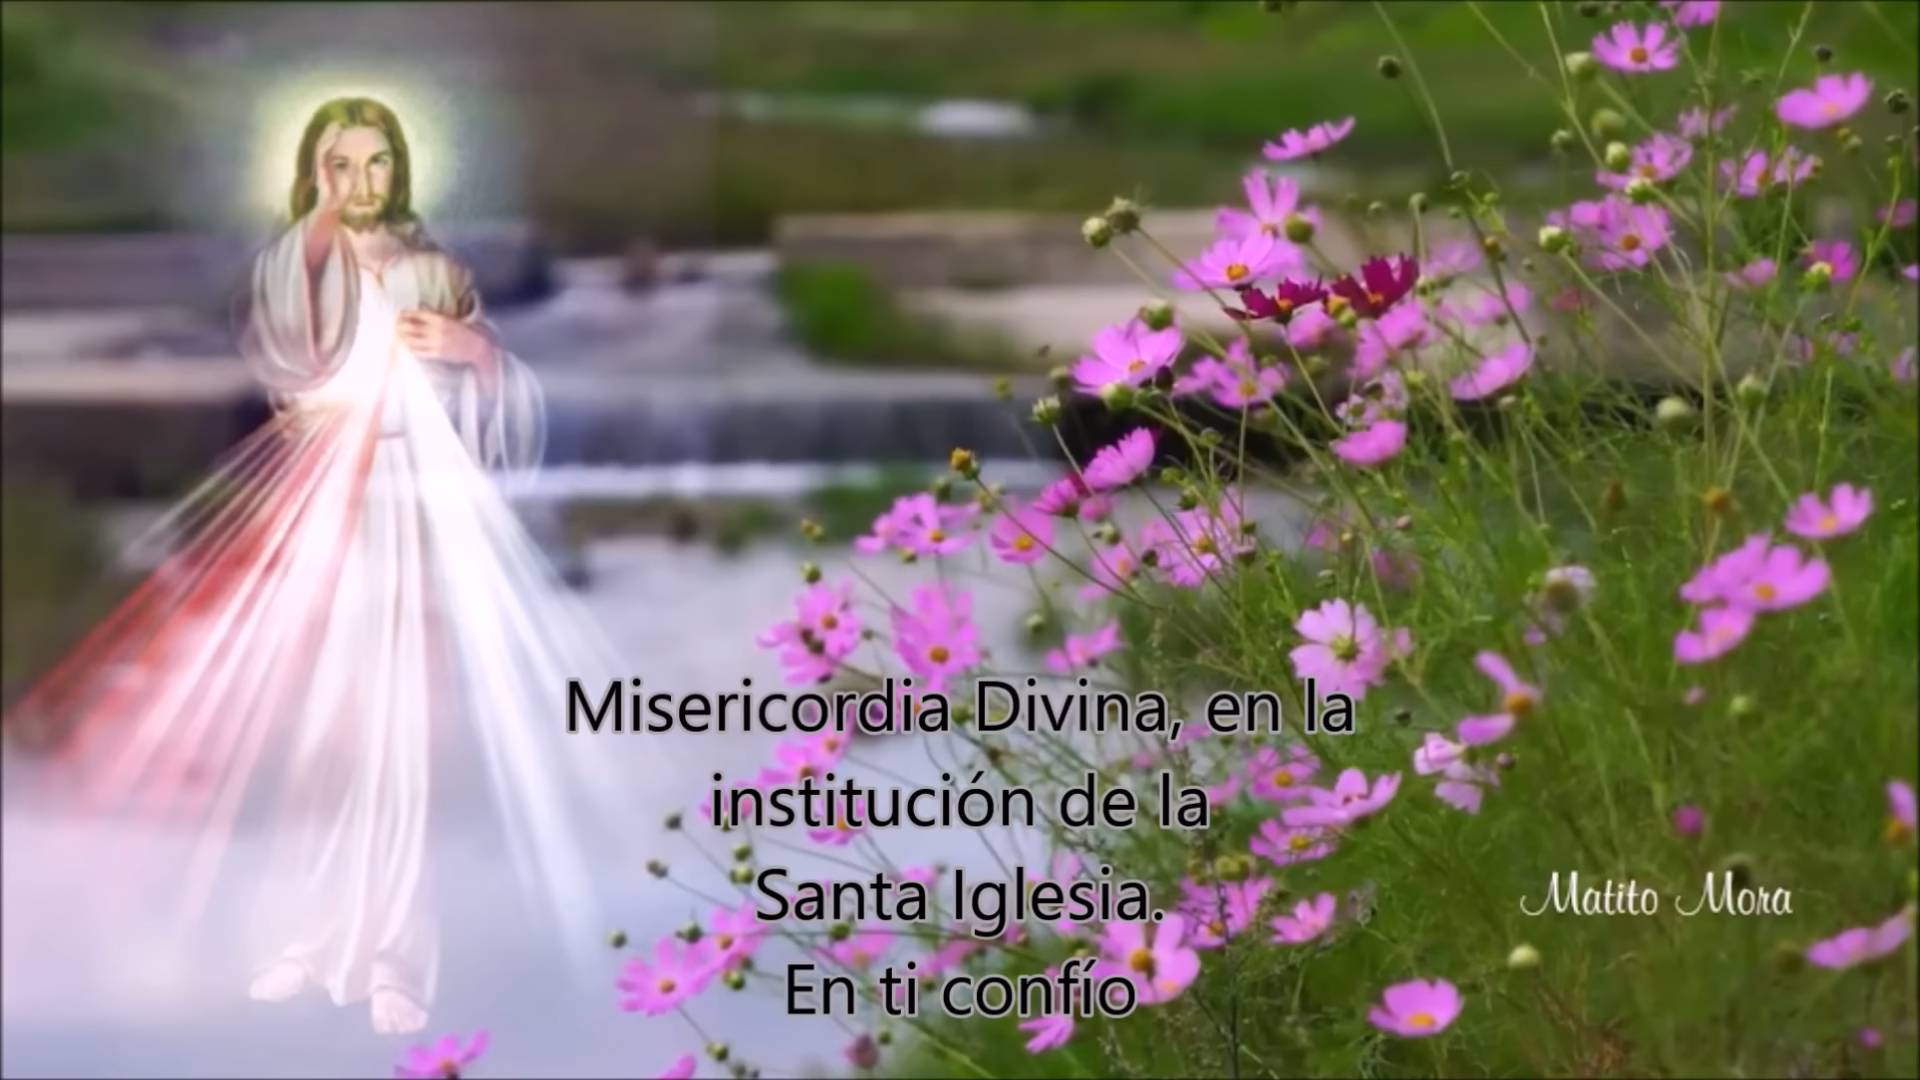 Misericordia Divina, en la
institución de la
Santa Iglesia.
En ti confío
Matito Mora